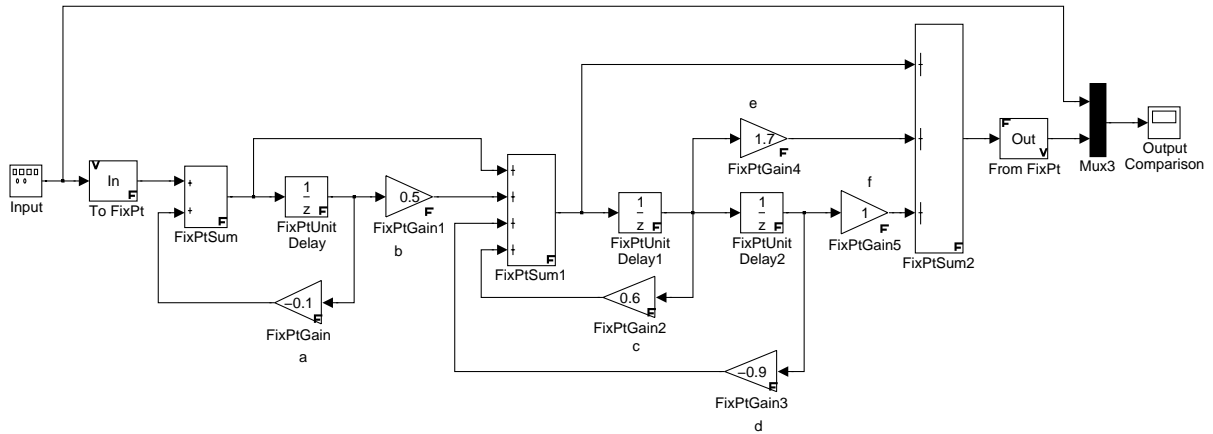 Input
V
In
F
To FixPt
+
+
F
FixPtSum
1
z
F
FixPtUnit
Delay
0.5
F
FixPtGain1
b
−0.1
F
FixPtGain
a
+
+
+
+
F
FixPtSum1
1
z
F
FixPtUnit
Delay1
0.6
F
FixPtGain2
c
1
z
F
FixPtUnit
Delay2
−0.9
F
FixPtGain3
d
e
1.7
F
FixPtGain4
f
1
F
FixPtGain5
+
+
+
F
FixPtSum2
F
Out
V
From FixPt
Mux3
Output
Comparison